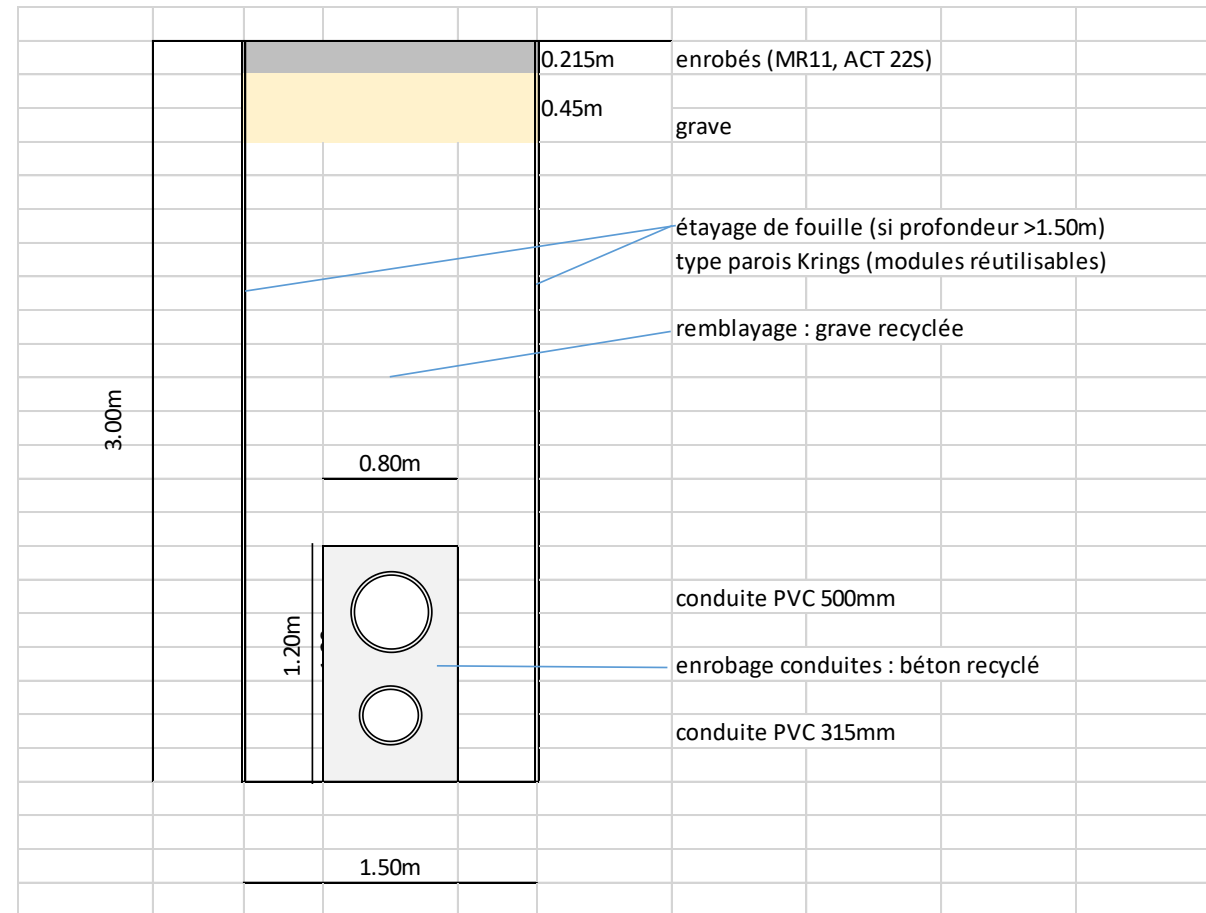 0.215m
enrobés (MR11, ACT 22S)
0.45m
grave
étayage de fouille (si profondeur >1.50m)
type parois Krings (modules réutilisables)
remblayage : grave recyclée
3.00m
0.80m
conduite PVC 500mm
1.20m
enrobage conduites : béton recyclé
conduite PVC 315mm
1.50m